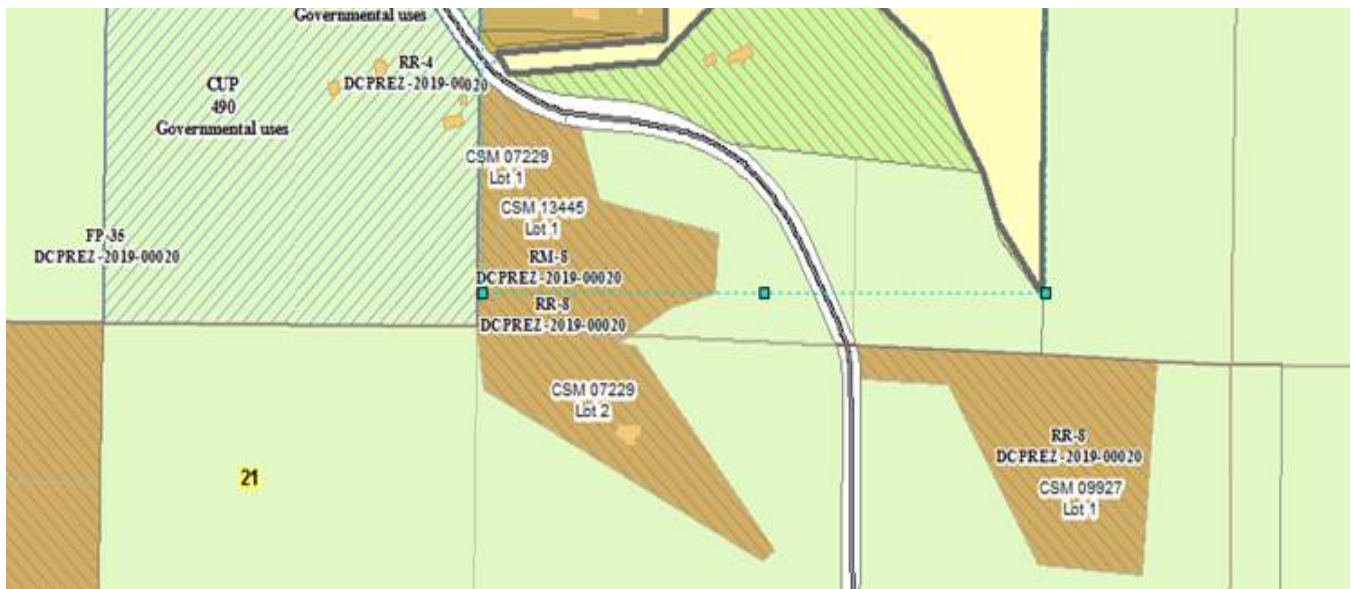 Governmental uses
CUP
490
Governmental uses
RR-4
DCPREZ-2019-00020
CSM 07229
Lot 1
CSM 13445
Lot 1
FP-35
DCPREZ-2019-00020
RM-8
DCPREZ-2019-00020
RR-8
DCPREZ-2019-00020
CSM 07229
Lot 2
RR-8
DCPREZ-2019-00020
CSM 09927
Lot 1
21